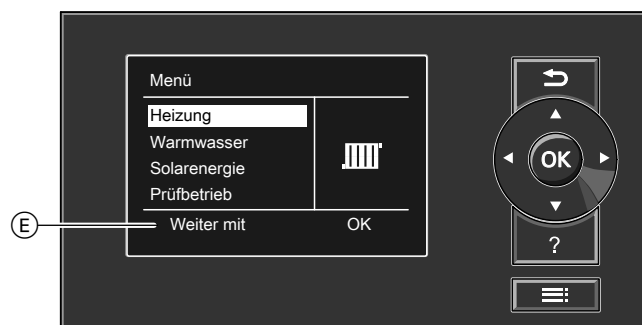 Menü
Heizung
Warmwasser
Solarenergie
Prüfbetrieb
Weiter mit OK
E
OK
?